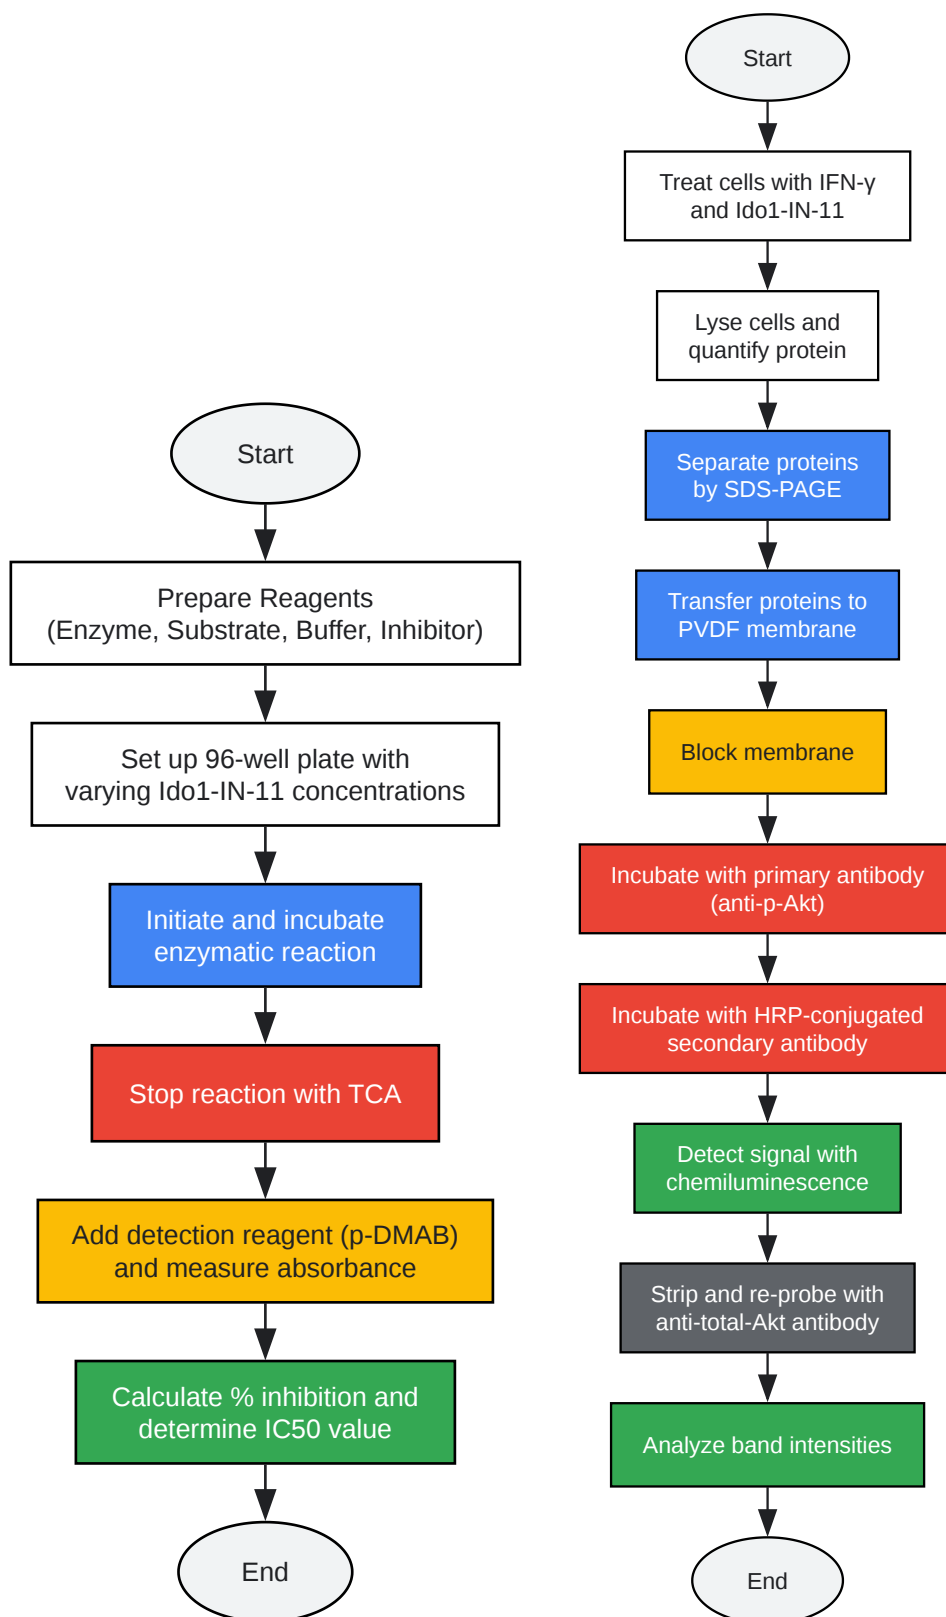 Start
Prepare Reagents
(Enzyme, Substrate, Buffer, Inhibitor)
Set up 96-well plate with
varying Ido1-IN-11 concentrations
Initiate and incubate
enzymatic reaction
Stop reaction with TCA
Add detection reagent (p-DMAB)
and measure absorbance
Calculate % inhibition and
determine IC50 value
End
Start
Treat cells with IFN-γ
and Ido1-IN-11
Lyse cells and
quantify protein
Separate proteins
by SDS-PAGE
Transfer proteins to
PVDF membrane
Block membrane
Incubate with primary antibody
(anti-p-Akt)
Incubate with HRP-conjugated
secondary antibody
Detect signal with
chemiluminescence
Strip and re-probe with
anti-total-Akt antibody
Analyze band intensities
End